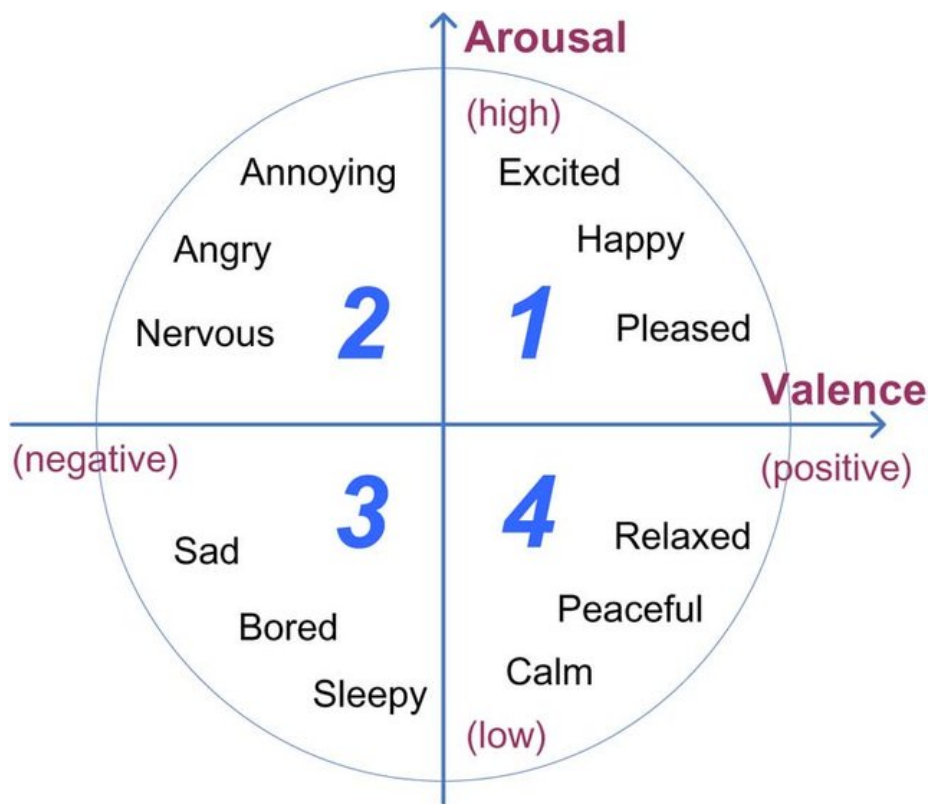 Arousal
(high)
Annoying
Excited
Angry
Happy
2
1
Nervous
Pleased
Valence
(negative)
(positive)
3
4
Sad
Relaxed
Bored
Peaceful
Sleepy
Calm
(low)